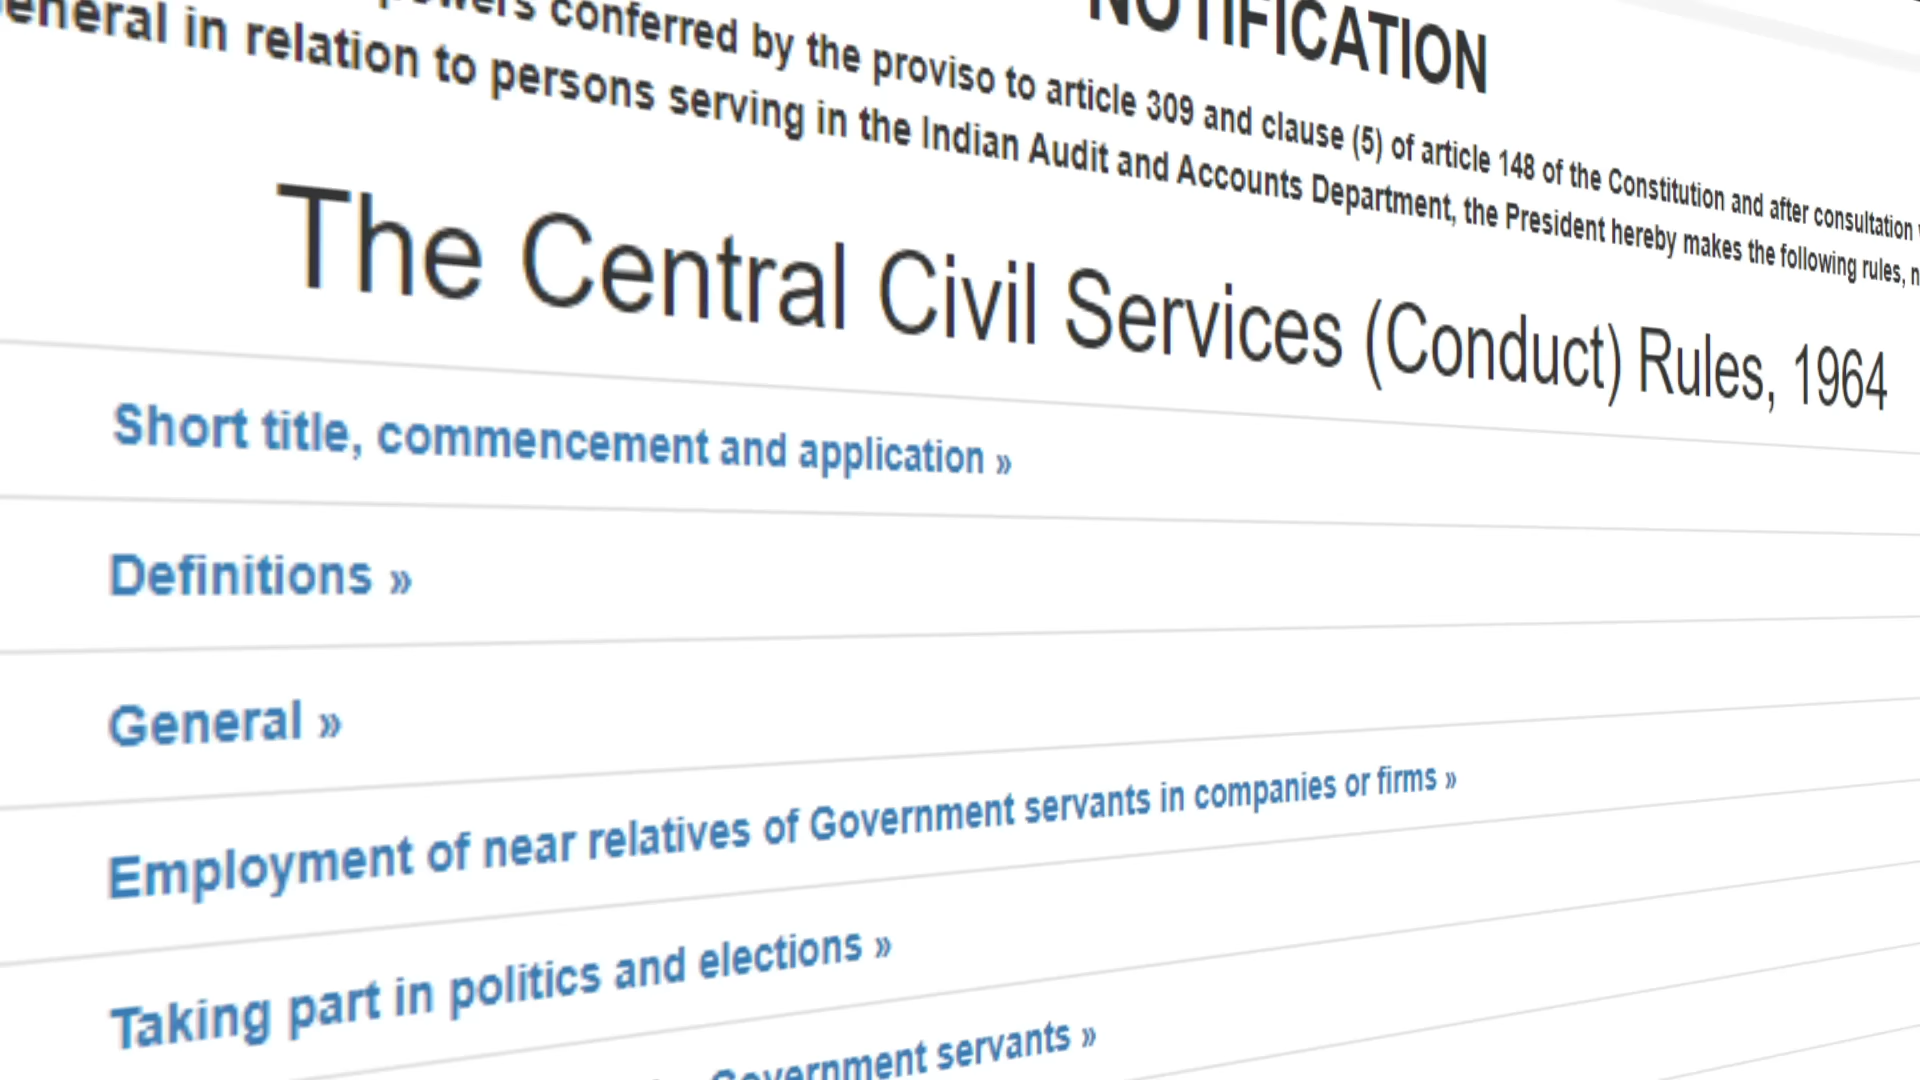 NOTIFICATION
conferred by the proviso to article 309 and clause (5) of article 148 of the Constitution and after consultation
in relation to persons serving in the Indian Audit and Accounts Department, the President hereby makes the following rules,
The Central Civil Services (Conduct) Rules, 1964
Short title, commencement and application »
Definitions »
General »
Employment of near relatives of Government servants in companies or firms »
Taking part in politics and elections »
Government servants »